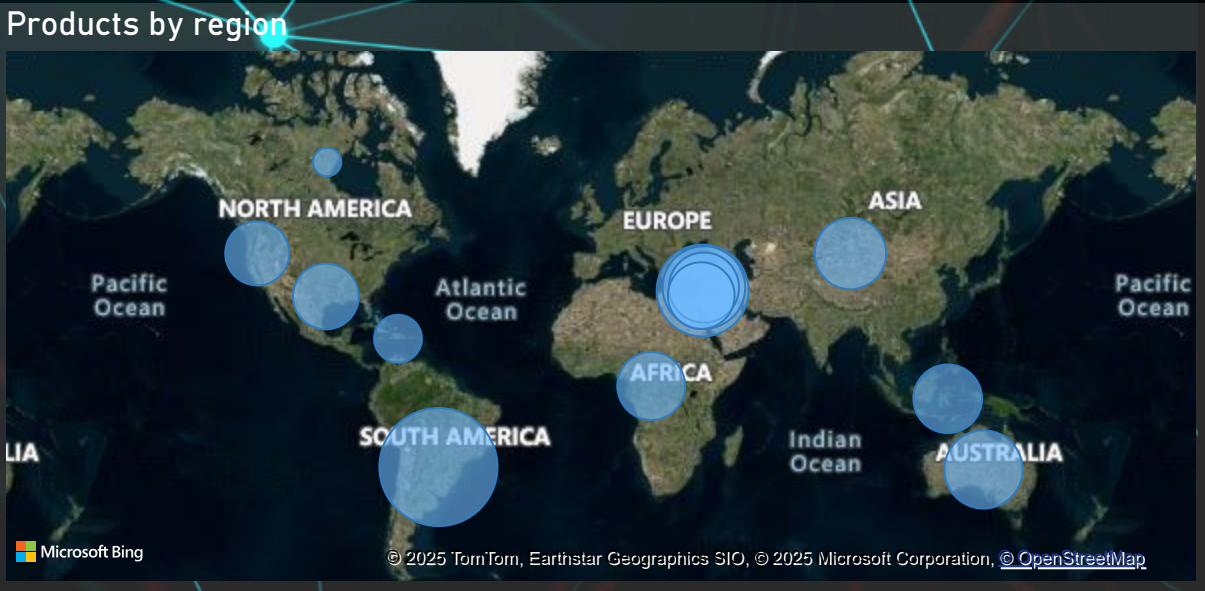 Products by region
NORTH AMERICA
EUROPE
ASIA
Pacific
Ocean
Atlantic
Ocean
Pacific
Ocean
AFRICA
SOUTH AMERICA
Indian
Ocean
AUSTRALIA
LIA
Microsoft Bing
© 2025 TomTom, Earthstar Geographics SIO, © 2025 Microsoft Corporation, © OpenStreetMap